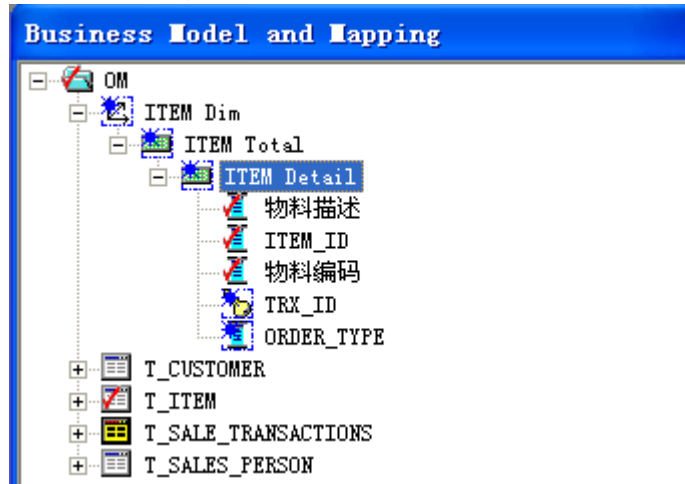 Business Model and Mapping
OM
ITEM Dim
ITEM Total
ITEM Detail
物料描述
ITEM_ID
物料编码
TRX_ID
ORDER_TYPE
T_CUSTOMER
T_ITEM
T_SALE_TRANSACTIONS
T_SALES_PERSON